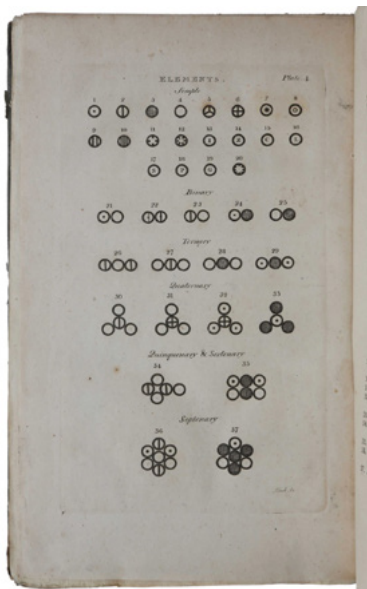 ELEMENTS. Plate. 4
Simple
1 2 3 4 5 6 7 8
9 10 11 12 13 14 15 16
17 18 19 20
Binary
21 22 23 24 25
Ternary
26 27 28 29
Quaternary
30 31 32 33
Quinquenary & Sextenary
34 35
Septenary
36 37